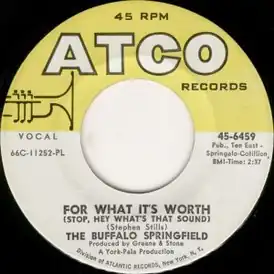 45 RPM
ATCO
RECORDS
VOCAL
45-6459
66C-11252-PL
Pub., Ten East-
Springalo-Cotillion,
BMI-Time: 2:37
FOR WHAT IT'S WORTH
(STOP, HEY WHAT'S THAT SOUND)
(Stephen Stills)
THE BUFFALO SPRINGFIELD
Produced by Greene & Stone
A York-Pala Production
Division of ATLANTIC RECORDS, New York, N. Y.